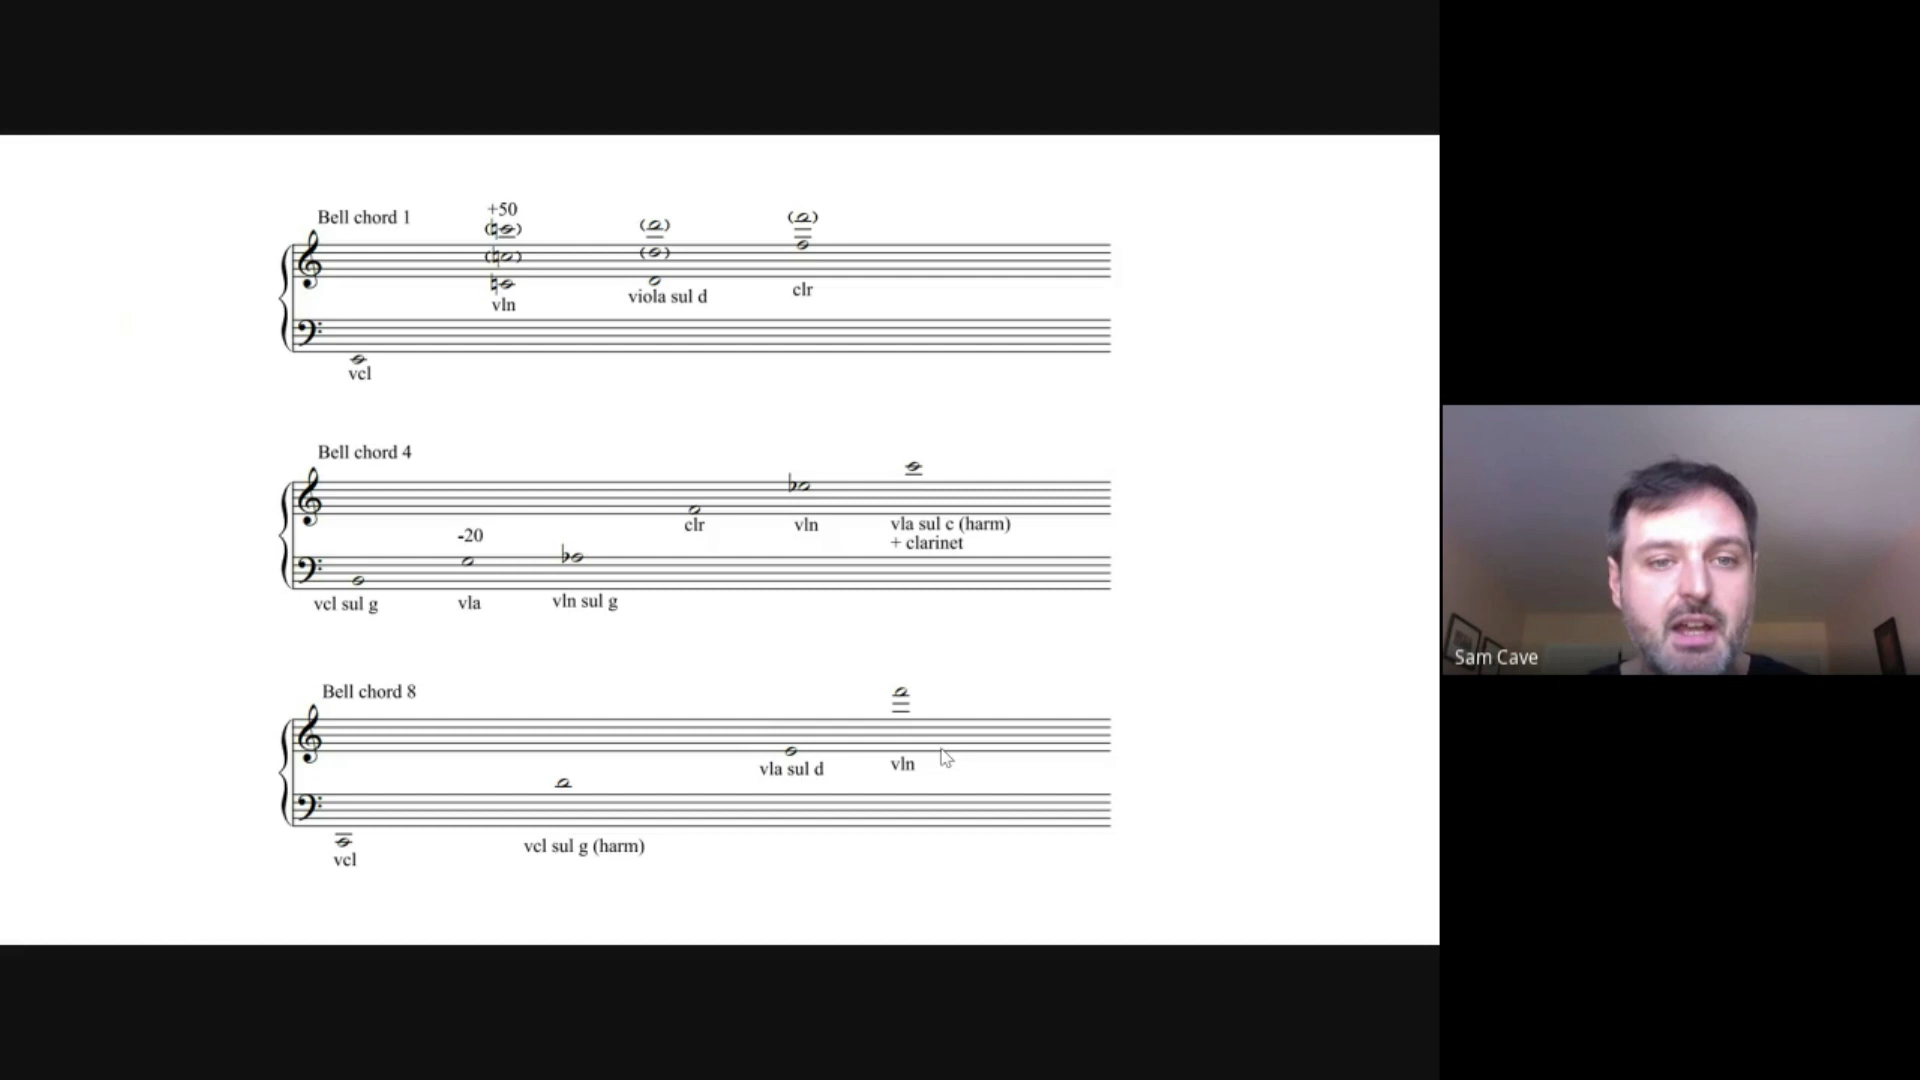 Bell chord 1
+50
vln
viola sul d
clr
vcl
Bell chord 4
-20
clr
vln
vla sul c (harm)
+ clarinet
vcl sul g
vla
vln sul g
Bell chord 8
vla sul d
vln
vcl sul g (harm)
vcl
Sam Cave